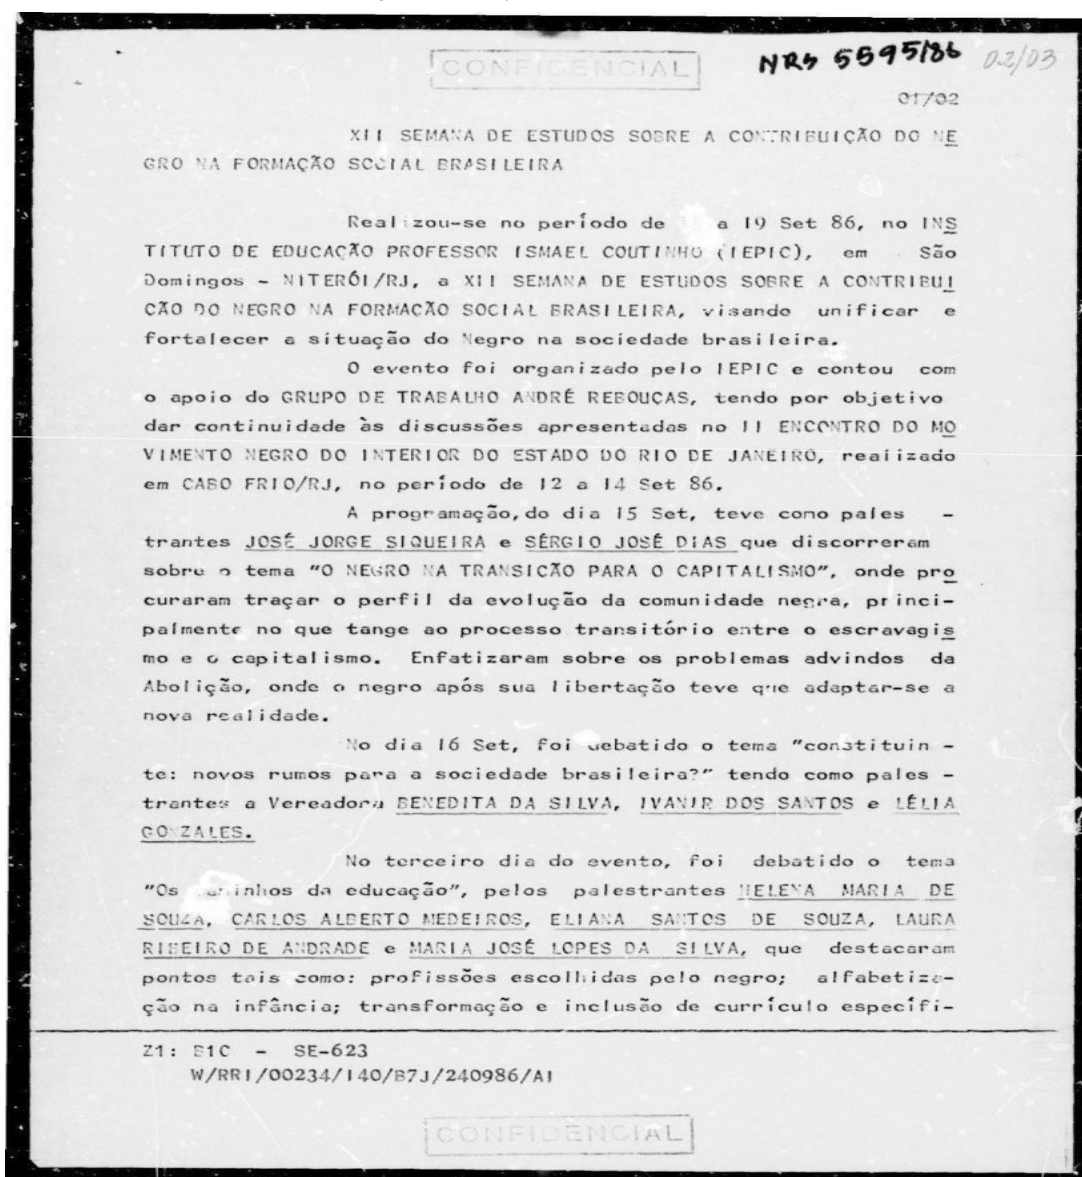 CONFIDENCIAL
NRS 5595/86 02/03
01/02
XII SEMANA DE ESTUDOS SOBRE A CONTRIBUIÇÃO DO NE
GRO NA FORMAÇÃO SOCIAL BRASILEIRA
Realizou-se no período de a 19 Set 86, no INS
TITUTO DE EDUCAÇÃO PROFESSOR ISMAEL COUTINHO (IEPIC), em São
Domingos - NITERÓI/RJ, a XII SEMANA DE ESTUDOS SOBRE A CONTRIBUI
ÇÃO DO NEGRO NA FORMAÇÃO SOCIAL BRASILEIRA, visando unificar e
fortalecer a situação do Negro na sociedade brasileira.
O evento foi organizado pelo IEPIC e contou com
o apoio do GRUPO DE TRABALHO ANDRÉ REBOUÇAS, tendo por objetivo
dar continuidade às discussões apresentadas no II ENCONTRO DO MO
VIMENTO NEGRO DO INTERIOR DO ESTADO DO RIO DE JANEIRO, realizado
em CABO FRIO/RJ, no período de 12 a 14 Set 86.
A programação, do dia 15 Set, teve como pales -
trantes JOSÉ JORGE SIQUEIRA e SÉRGIO JOSÉ DIAS que discorreram
sobre o tema "O NEGRO NA TRANSIÇÃO PARA O CAPITALISMO", onde pro
curaram traçar o perfil da evolução da comunidade negra, princi-
palmente no que tange ao processo transitório entre o escravagis
mo e o capitalismo. Enfatizaram sobre os problemas advindos da
Abolição, onde o negro após sua libertação teve que adaptar-se a
nova realidade.
No dia 16 Set, foi debatido o tema "constituin -
te: novos rumos para a sociedade brasileira?" tendo como pales -
trantes a Vereadora BENEDITA DA SILVA, IVANIR DOS SANTOS e LÉLIA
GONZALES.
No terceiro dia do evento, foi debatido o tema
"Os caminhos da educação", pelos palestrantes HELENA MARIA DE
SOUZA, CARLOS ALBERTO MEDEIROS, ELIANA SANTOS DE SOUZA, LAURA
RIBEIRO DE ANDRADE e MARIA JOSÉ LOPES DA SILVA, que destacaram
pontos tais como: profissões escolhidas pelo negro; alfabetiza-
ção na infância; transformação e inclusão de currículo específi-
Z1: B1C - SE-623
W/RRI/00234/140/B7J/240986/AI
CONFIDENCIAL